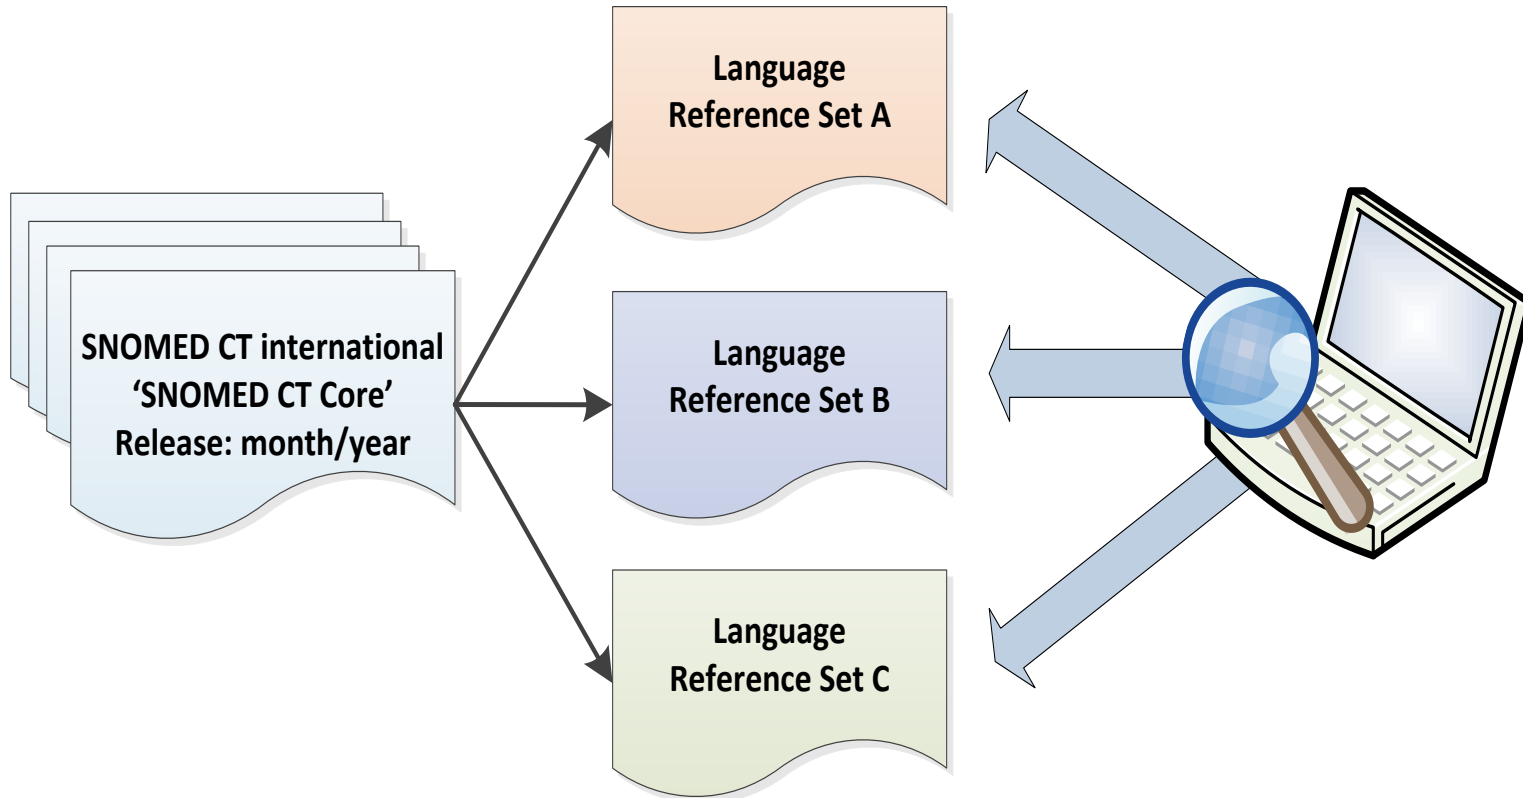 Language
Reference Set A
SNOMED CT international
‘SNOMED CT Core’
Release: month/year
Language
Reference Set B
Language
Reference Set C